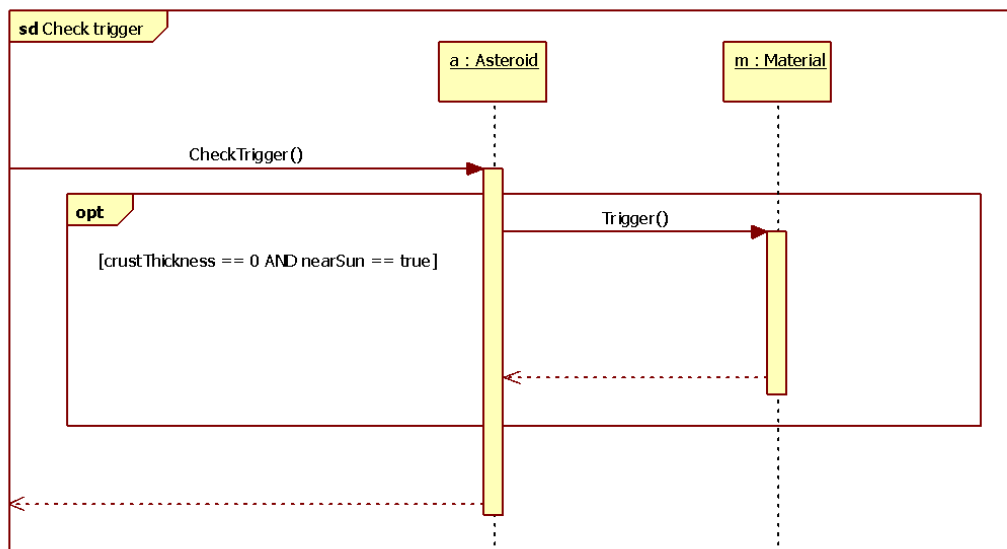 sd Check trigger
a : Asteroid
m : Material
CheckTrigger()
opt
Trigger()
[crustThickness == 0 AND nearSun == true]